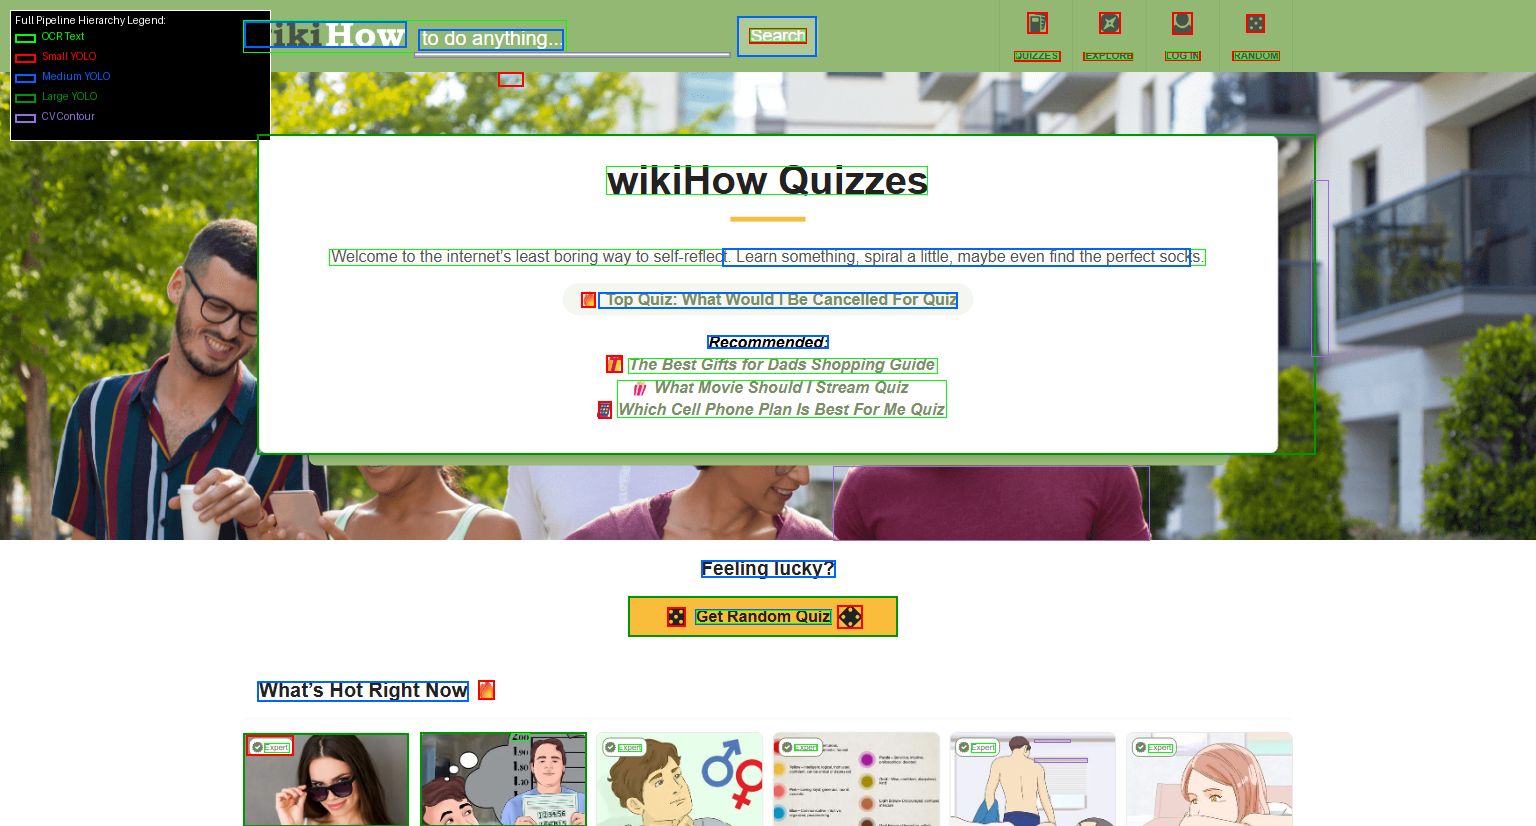 Full Pipeline Hierarchy Legend:
OCR Text
Small YOLO
Medium YOLO
Large YOLO
CV Contour
wikiHow to do anything... Search
QUIZZES EXPLORE LOG IN RANDOM
wikiHow Quizzes
Welcome to the internet's least boring way to self-reflect. Learn something, spiral a little, maybe even find the perfect socks.
Top Quiz: What Would I Be Cancelled For Quiz
Recommended:
The Best Gifts for Dads Shopping Guide
What Movie Should I Stream Quiz
Which Cell Phone Plan Is Best For Me Quiz
Feeling lucky?
Get Random Quiz
What's Hot Right Now
Expert Expert Expert Expert Expert